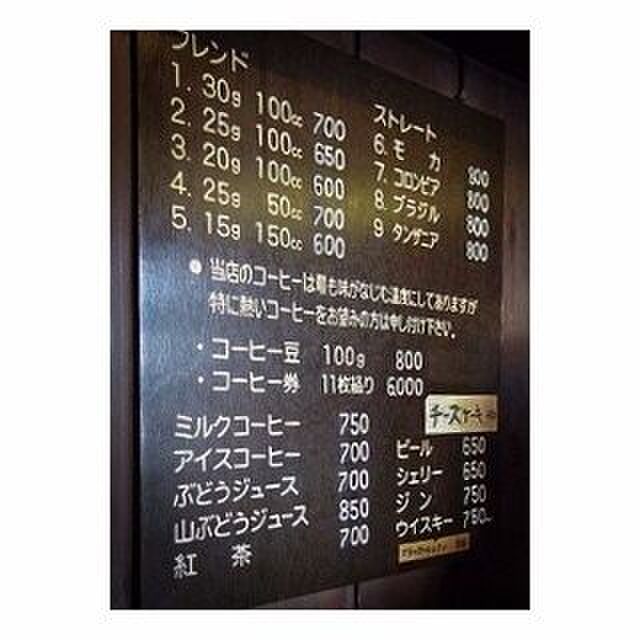 ブレンド
1. 30g 100cc 700
2. 25g 100cc 650
3. 20g 100cc 600
4. 25g 50cc 700
5. 15g 150cc 600
ストレート
6. モカ 800
7. コロンビア 800
8. ブラジル 800
9 タンザニア 800
● 当店のコーヒーは最も味がなじむ温度にしてありますが
特に熱いコーヒーをお望みの方は申し付け下さい。
・コーヒー豆 100g 800
・コーヒー券 11枚綴り 6,000
ミルクコーヒー 750
アイスコーヒー 700
ぶどうジュース 700
山ぶどうジュース 850
紅茶 700
チーズケーキ
ビール 650
シェリー 650
ジン 750
ウイスキー 750~